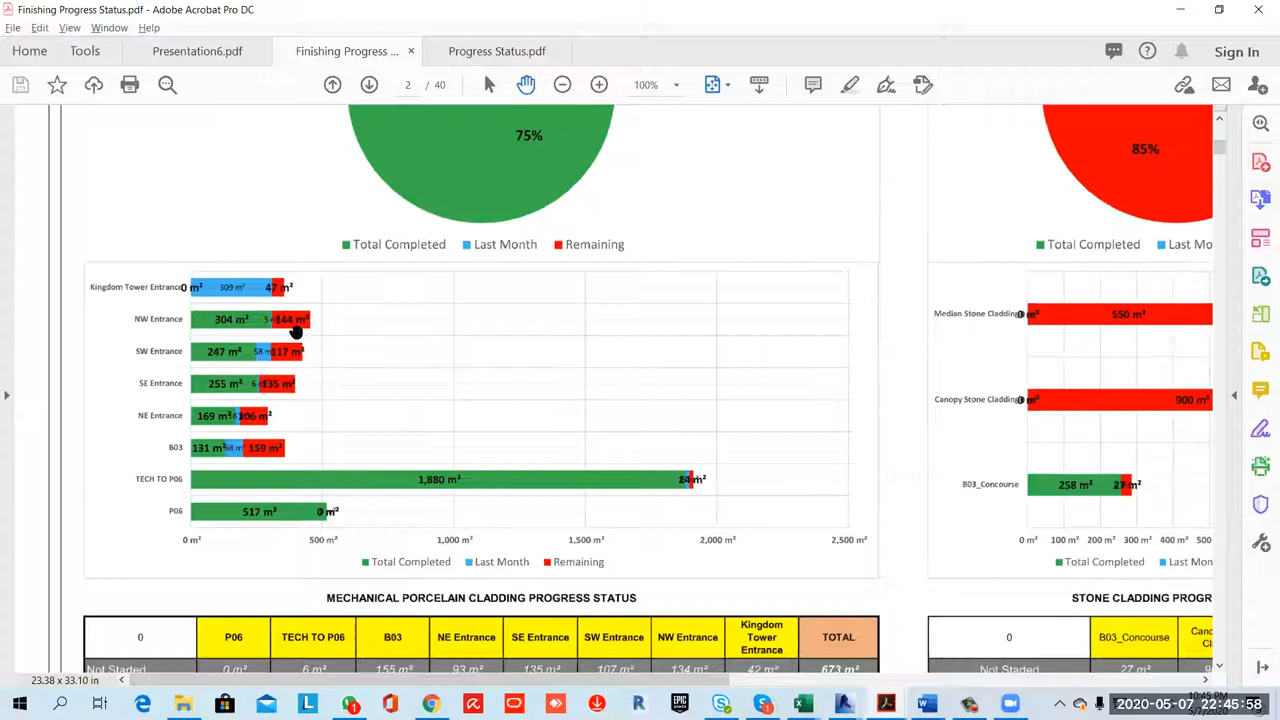 Finishing Progress Status.pdf - Adobe Acrobat Pro DC
File Edit View Window Help
Home Tools Presentation6.pdf Finishing Progress ... × Progress Status.pdf Sign In
2 / 40 100%
75%
85%
Total Completed Last Month Remaining
Total Completed Last Mo
Kingdom Tower Entrance 0 m² 309 m² 47 m²
NW Entrance 304 m² 144 m²
SW Entrance 247 m² 58 m² 117 m²
SE Entrance 255 m² 135 m²
NE Entrance 169 m² 106 m²
B03 131 m² 68 m² 159 m²
TECH TO P06 1,880 m²
P06 517 m² 0 m²
0 m² 500 m² 1,000 m² 1,500 m² 2,000 m² 2,500 m²
Total Completed Last Month Remaining
Median Stone Cladding 0 m² 550 m²
Canopy Stone Cladding 0 m² 900 m²
B03_Concourse 258 m² 27 m²
0 m² 100 m² 200 m² 300 m² 400 m² 500
Total Completed Last Mon
MECHANICAL PORCELAIN CLADDING PROGRESS STATUS
0 P06 TECH TO P06 B03 NE Entrance SE Entrance SW Entrance NW Entrance Kingdom Tower Entrance TOTAL
Not Started 0 m² 6 m² 155 m² 93 m² 135 m² 107 m² 134 m² 42 m² 673 m²
STONE CLADDING PROGR
0 B03_Concourse
Not Started 27 m²
23.38 x 33.10 in
10:45 PM
5/7/2020
2020-05-07 22:45:58